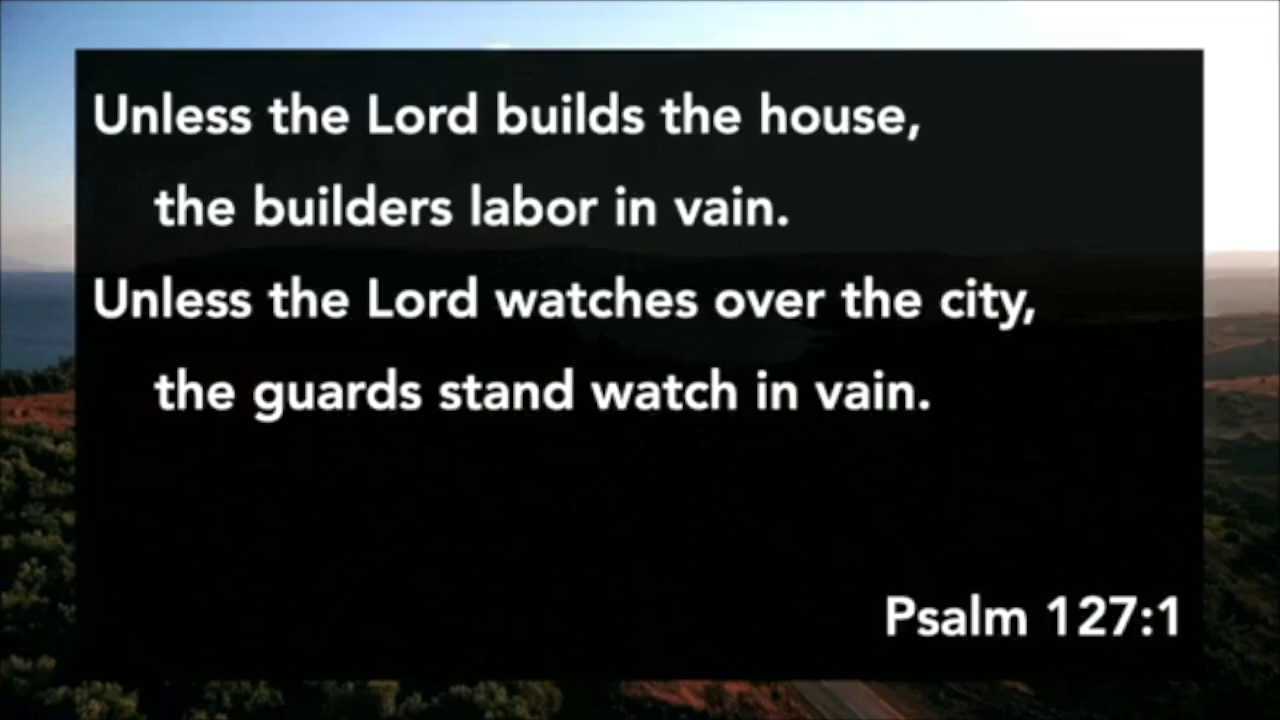 Unless the Lord builds the house,
the builders labor in vain.
Unless the Lord watches over the city,
the guards stand watch in vain.
Psalm 127:1